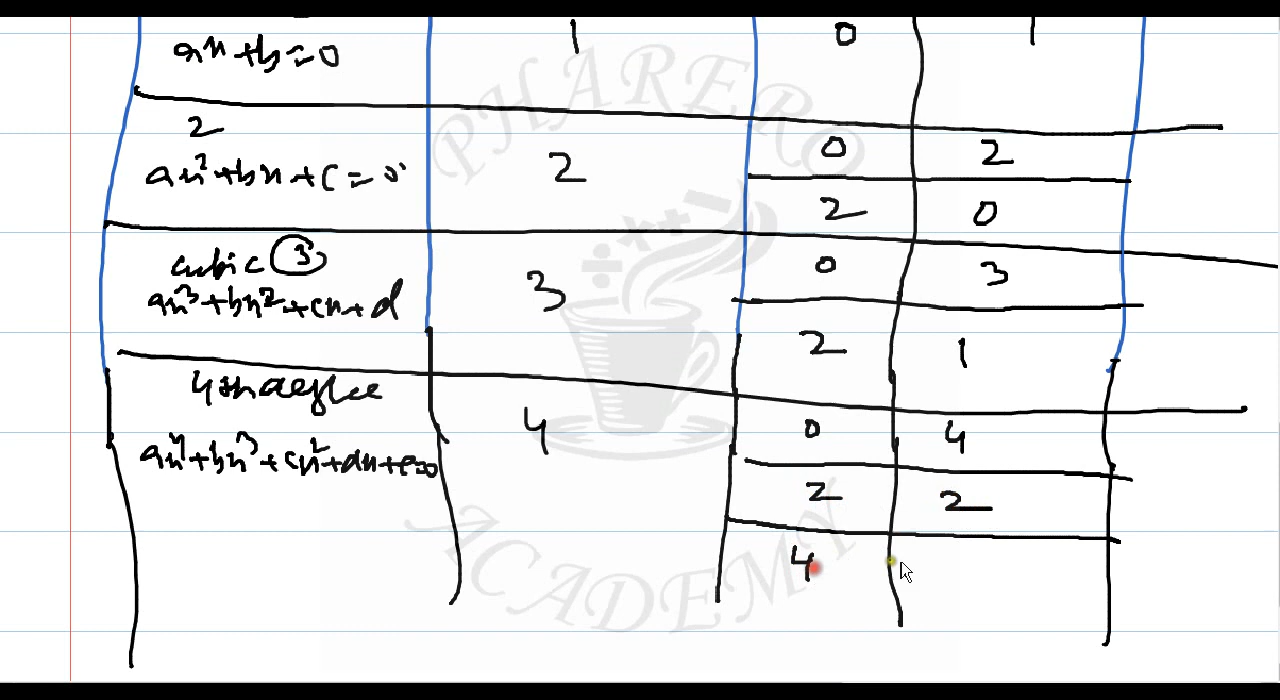 ax+b=0 1 0 1
2 0 2
ax²+bx+c=0 2
2 0
cubic 3 0 3
ax³+bx²+cx+d 3
2 1
4th degree 0 4
ax⁴+bx³+cx²+dx+e=0 4
2 2
4
PHARERO
ACADEMY